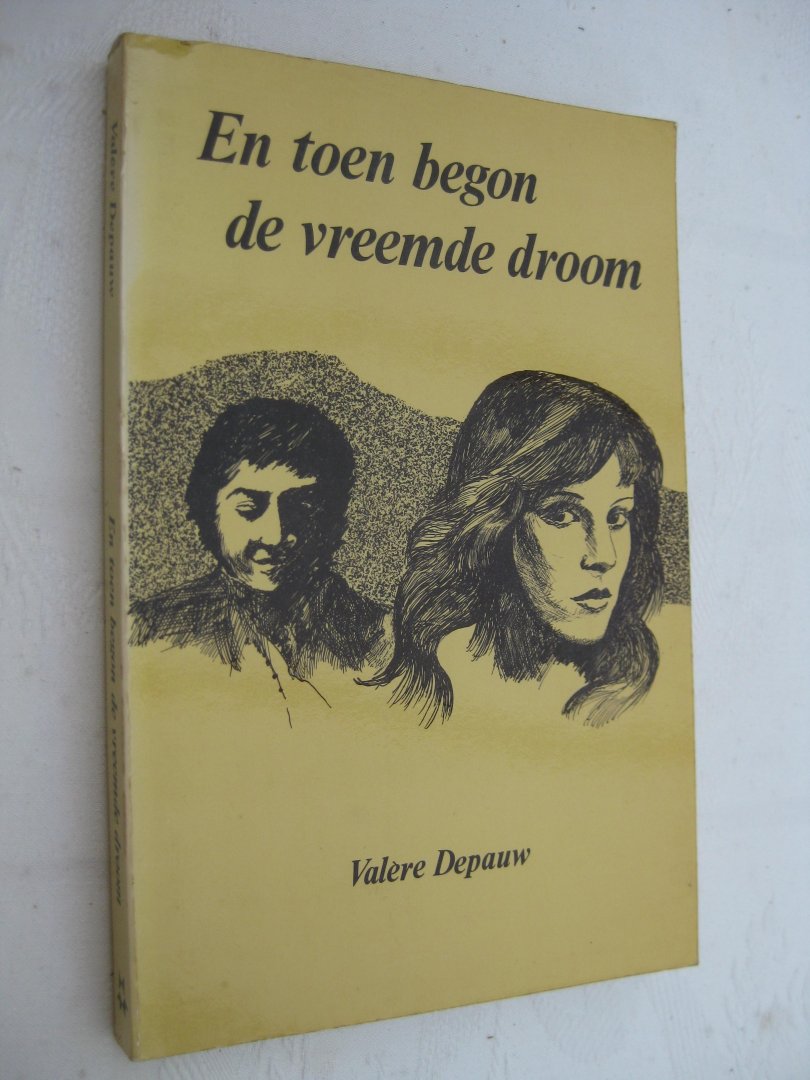 En toen begon
de vreemde droom
Valère Depauw
Valère Depauw En toen begon de vreemde droom